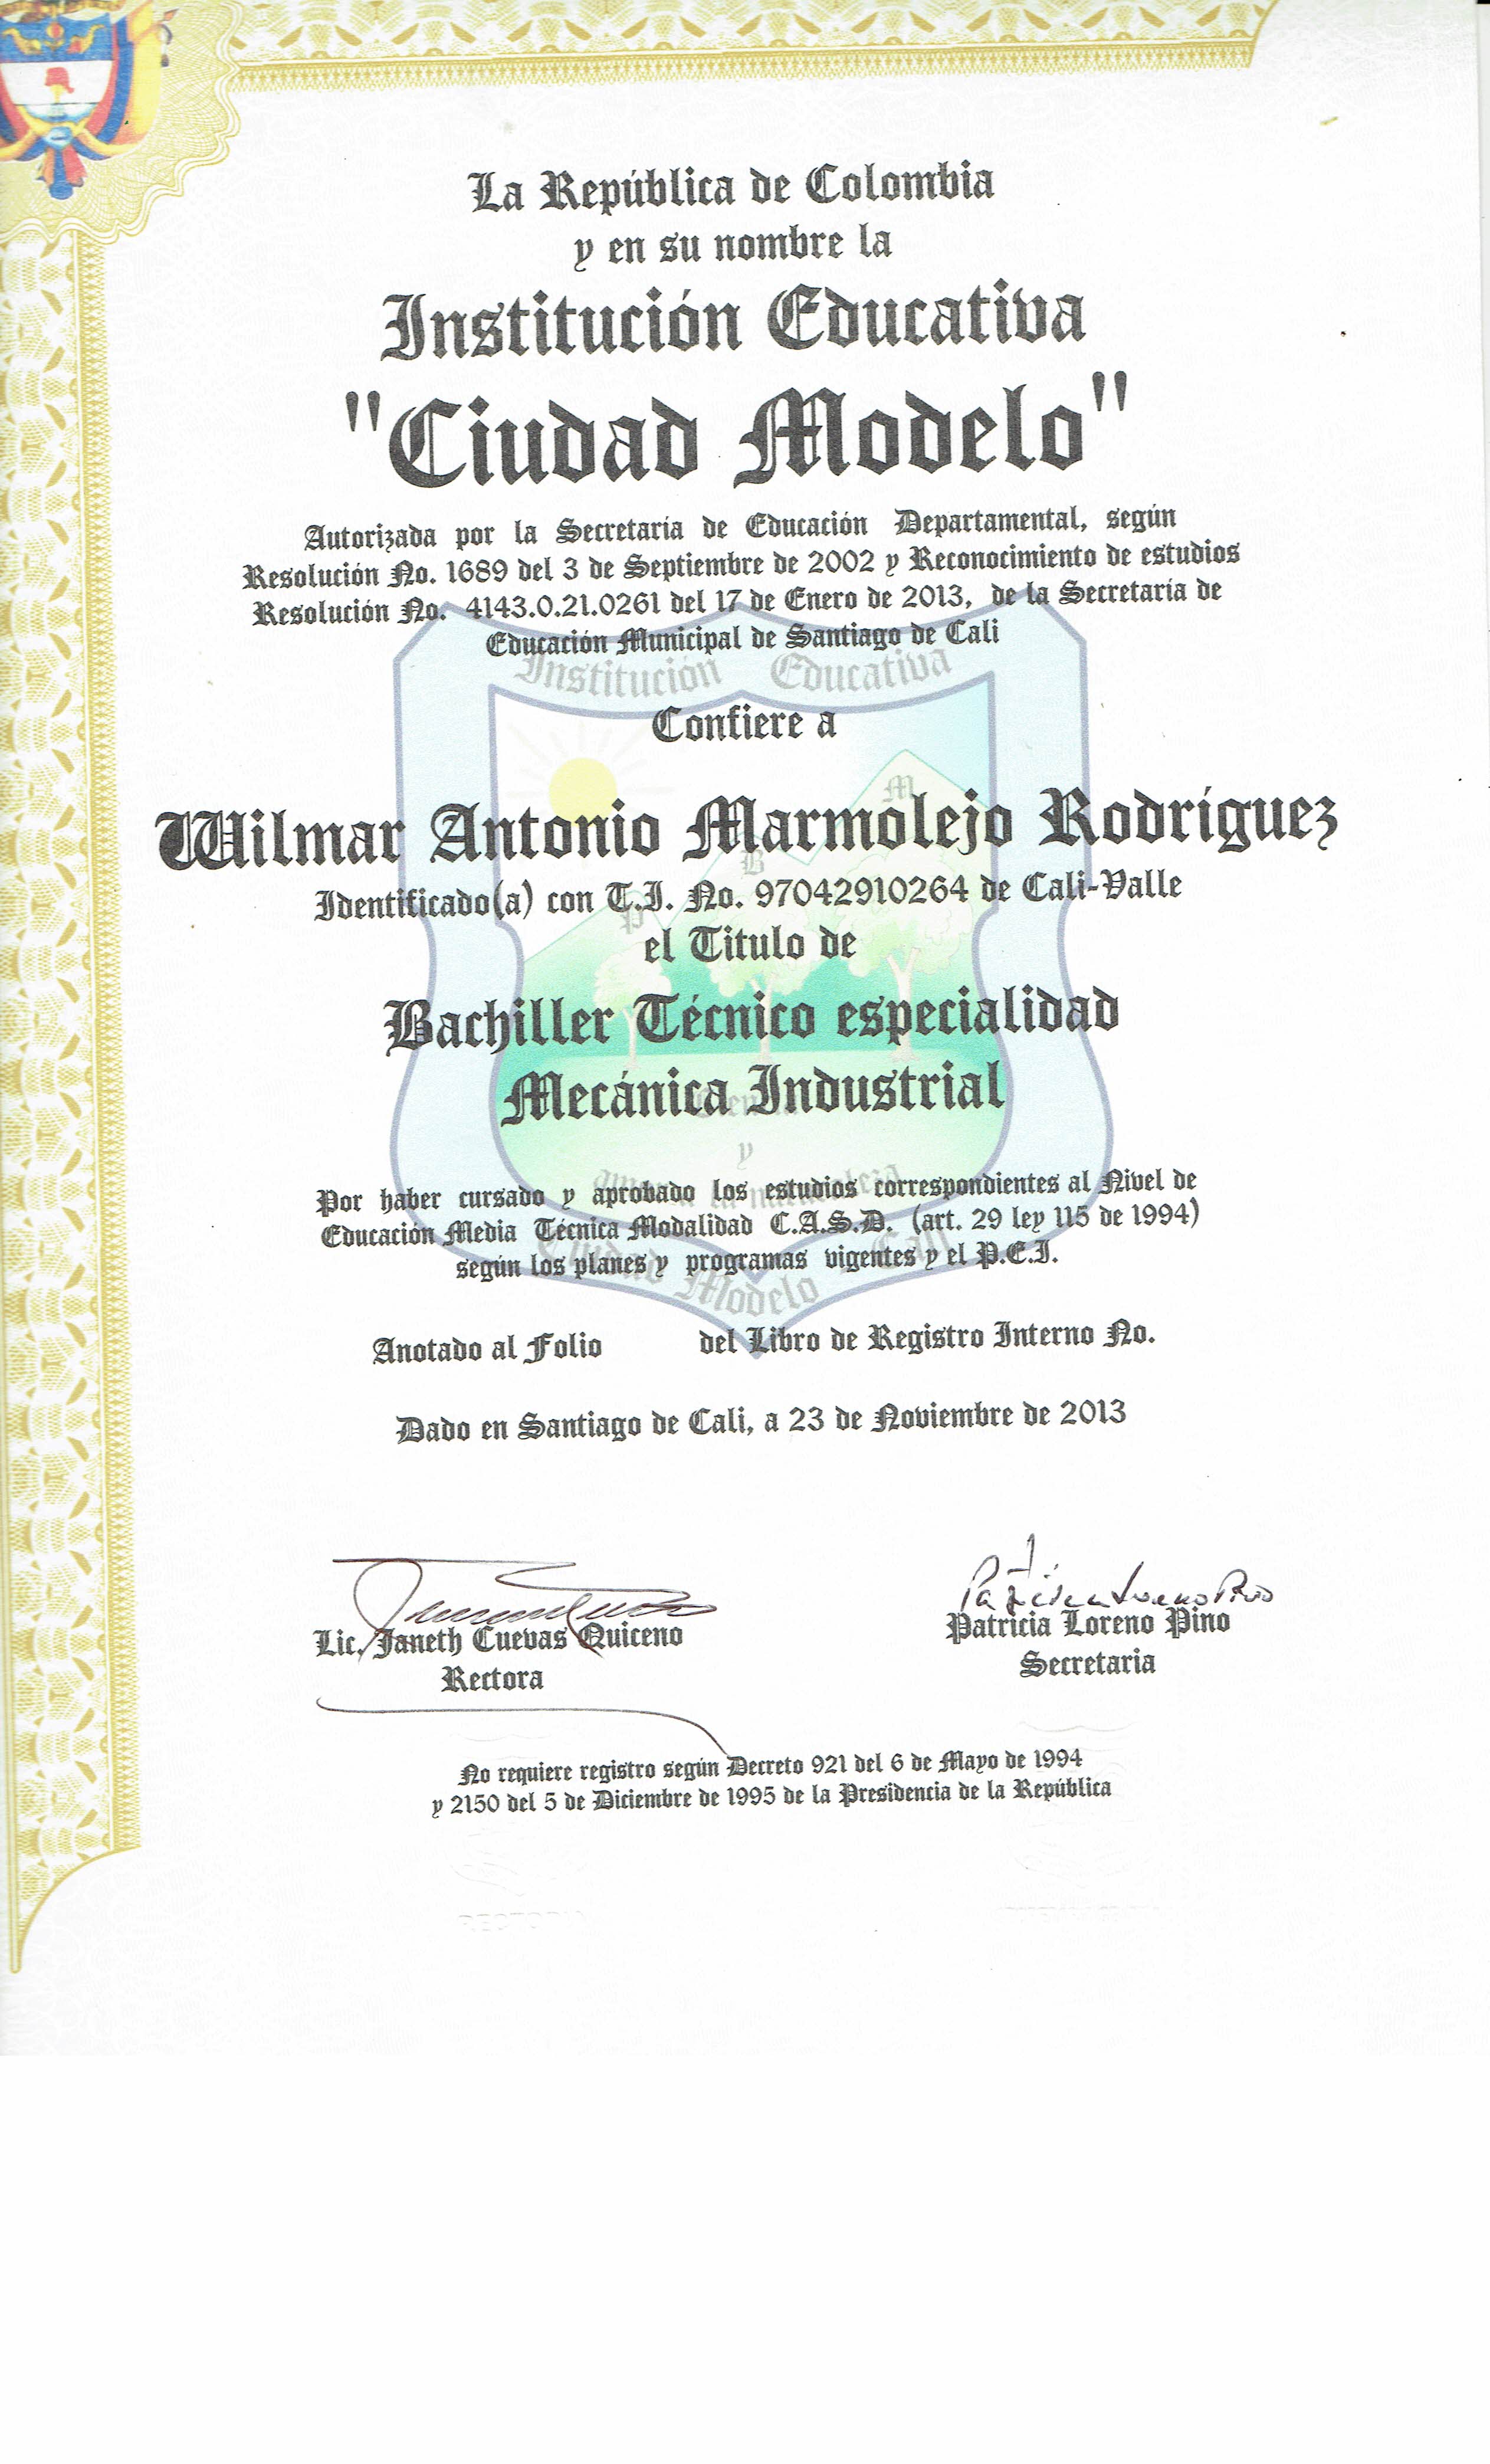 La República de Colombia
y en su nombre la
Institución Educativa
"Ciudad Modelo"
Autorizada por la Secretaría de Educación Departamental, según
Resolución No. 1689 del 3 de Septiembre de 2002 y Reconocimiento de estudios
Resolución No. 4143.0.21.0261 del 17 de Enero de 2013, de la Secretaría de
Educación Municipal de Santiago de Cali
Institución Educativa
Confiere a
M
Wilmar Antonio Marmolejo Rodríguez
B
Identificado(a) con T.I. No. 97042910264 de Cali-Valle
P
el Titulo de
Bachiller Técnico especialidad
Mecánica Industrial
y
Por haber cursado y aprobado los estudios correspondientes al Nivel de
Educación Media Técnica Modalidad C.A.S.D. (art. 29 ley 115 de 1994)
según los planes y programas vigentes y el P.E.I.
Ciudad Modelo Cali
Anotado al Folio del Libro de Registro Interno No.
Dado en Santiago de Cali, a 23 de Noviembre de 2013
Lic. Janeth Cuevas Quiceno
Rectora
Patricia Loreno Pino
Secretaria
No requiere registro según Decreto 921 del 6 de Mayo de 1994
y 2150 del 5 de Diciembre de 1995 de la Presidencia de la República